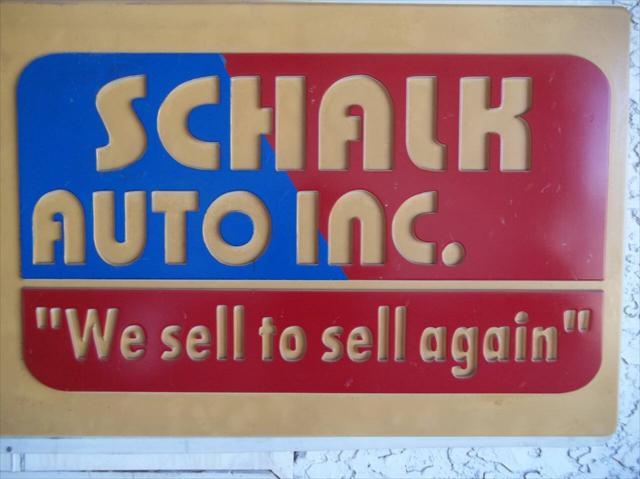 SCHALK
AUTO INC.
"We sell to sell again"